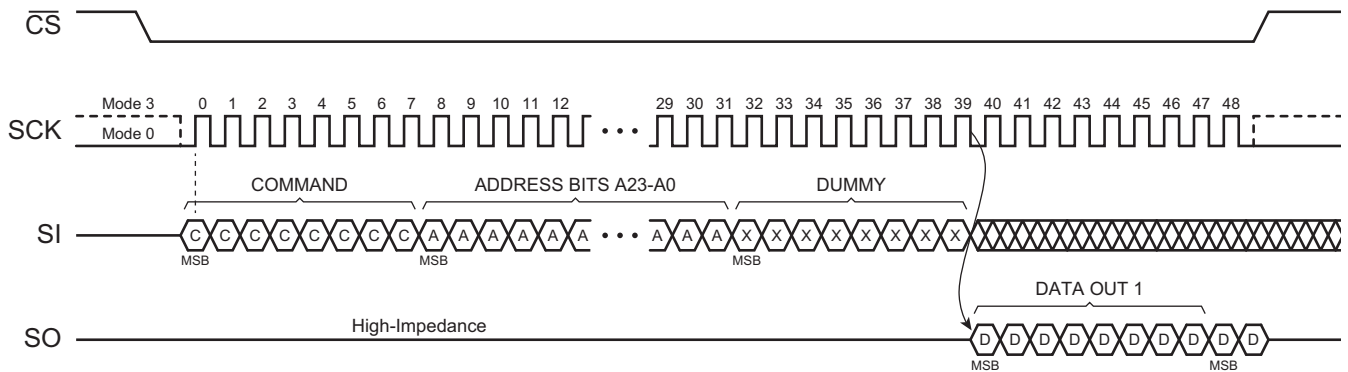 CS
Mode 3
0 1 2 3 4 5 6 7 8 9 10 11 12 29 30 31 32 33 34 35 36 37 38 39 40 41 42 43 44 45 46 47 48
SCK
Mode 0
• • •
COMMAND ADDRESS BITS A23-A0 DUMMY
SI C C C C C C C C A A A A A A • • • A A A X X X X X X X X
MSB MSB MSB
DATA OUT 1
High-Impedance
SO D D D D D D D D D D
MSB MSB